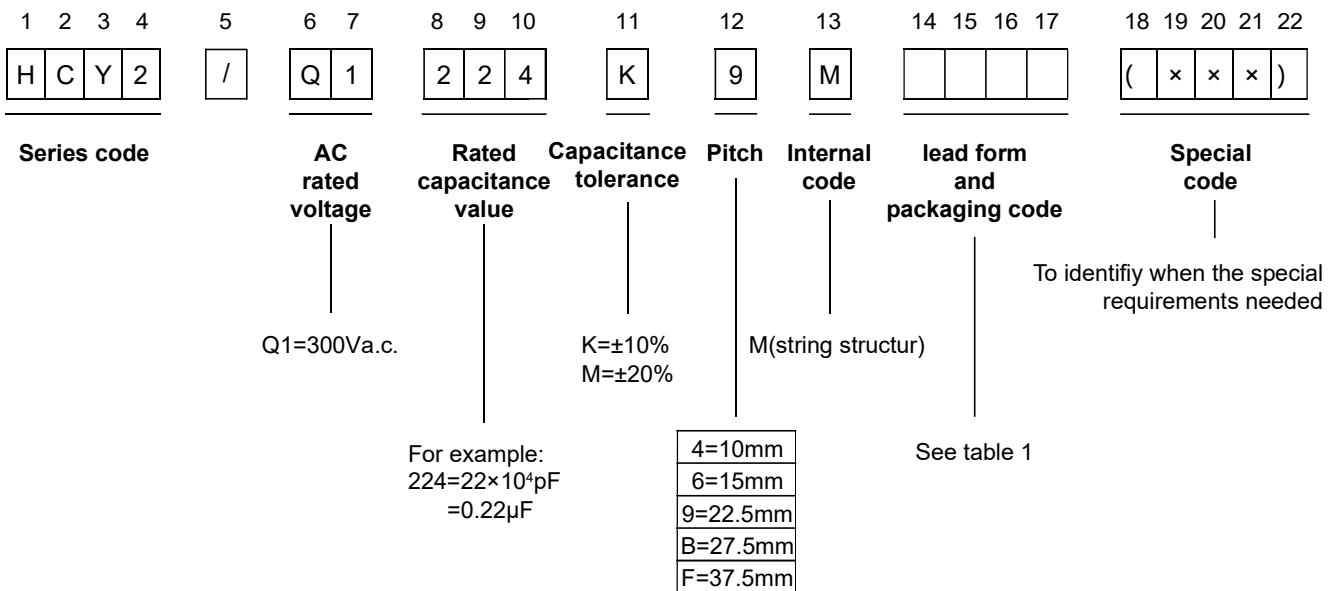 1 2 3 4 5 6 7 8 9 10 11 12 13 14 15 16 17 18 19 20 21 22
H C Y 2 / Q 1 2 2 4 K 9 M ( × × × )
Series code
AC
rated
voltage
Rated
capacitance
value
Capacitance
tolerance
Pitch
Internal
code
lead form
and
packaging code
Special
code
To identifiy when the special
requirements needed
Q1=300Va.c.
K=±10%
M=±20%
M(string structur)
For example:
224=22×10⁴pF
=0.22μF
4=10mm
6=15mm
9=22.5mm
B=27.5mm
F=37.5mm
See table 1